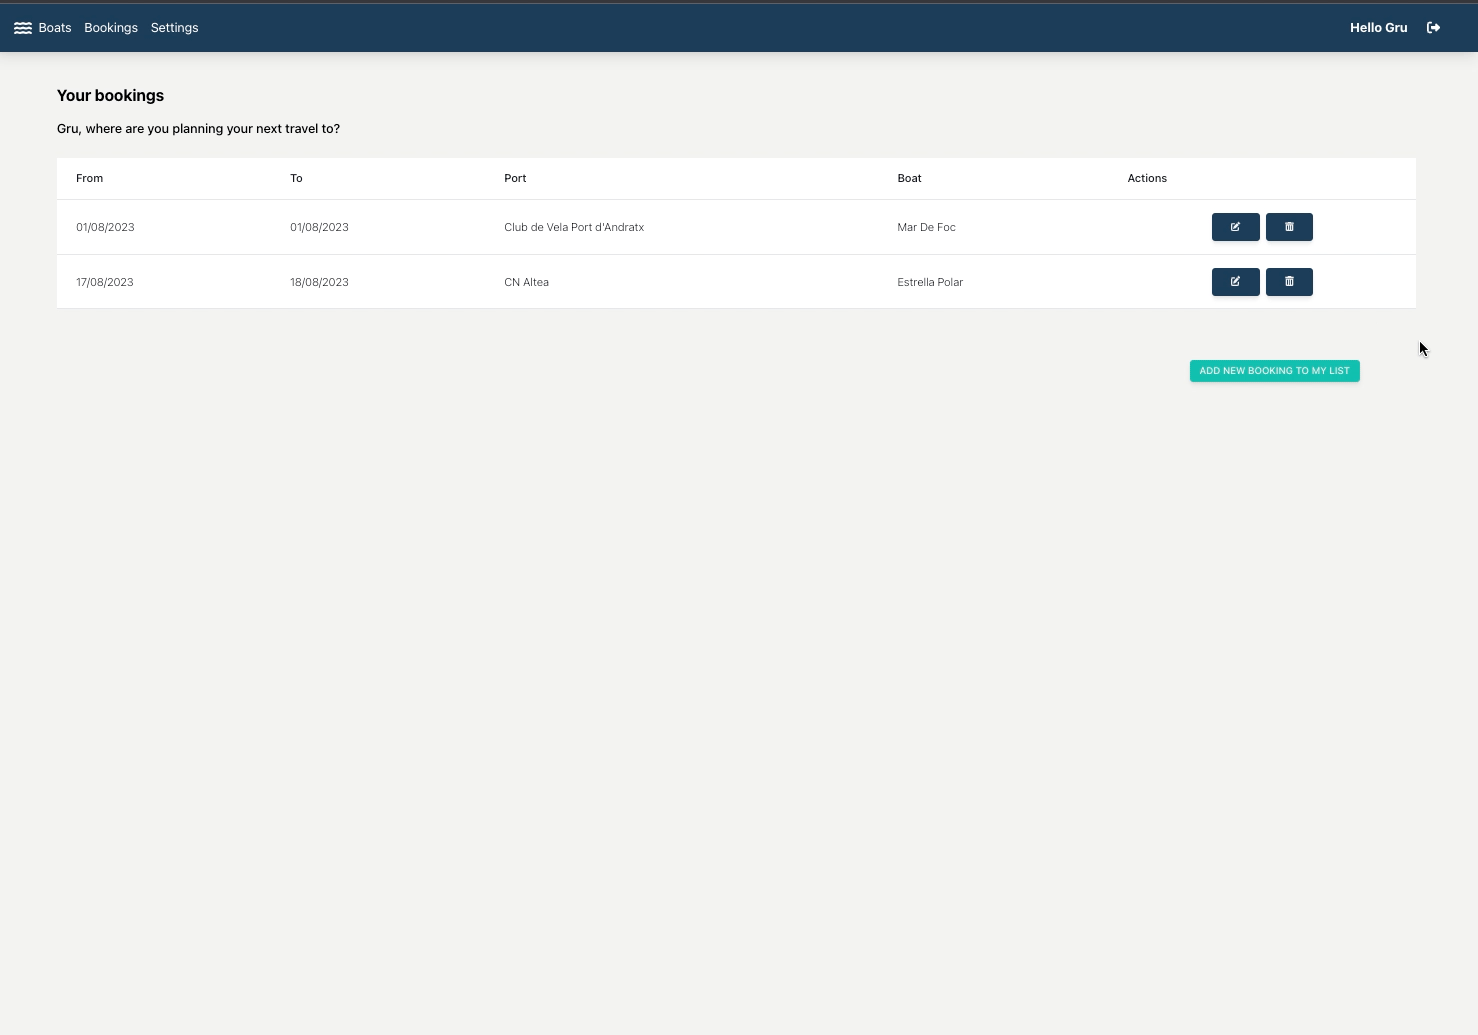 Boats Bookings Settings Hello Gru
Your bookings
Gru, where are you planning your next travel to?
From To Port Boat Actions
01/08/2023 01/08/2023 Club de Vela Port d'Andratx Mar De Foc
17/08/2023 18/08/2023 CN Altea Estrella Polar
ADD NEW BOOKING TO MY LIST